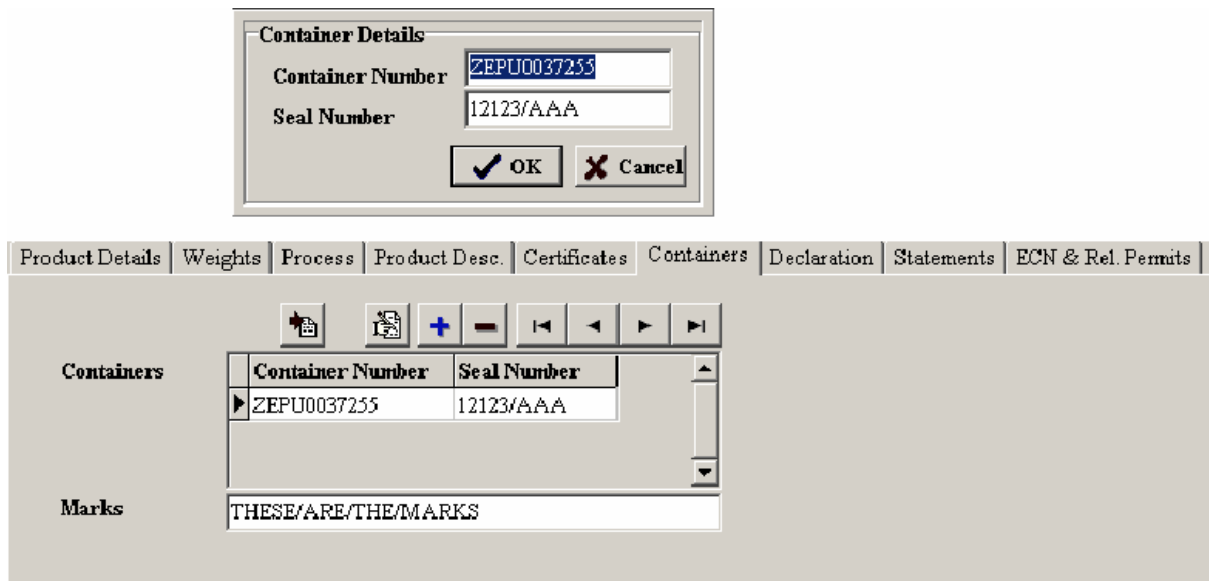 Container Details
Container Number ZEPU0037255
Seal Number 12123/AAA
OK Cancel
Product Details Weights Process Product Desc. Certificates Containers Declaration Statements ECN & Rel. Permits
Containers Container Number Seal Number
ZEPU0037255 12123/AAA
Marks THESE/ARE/THE/MARKS